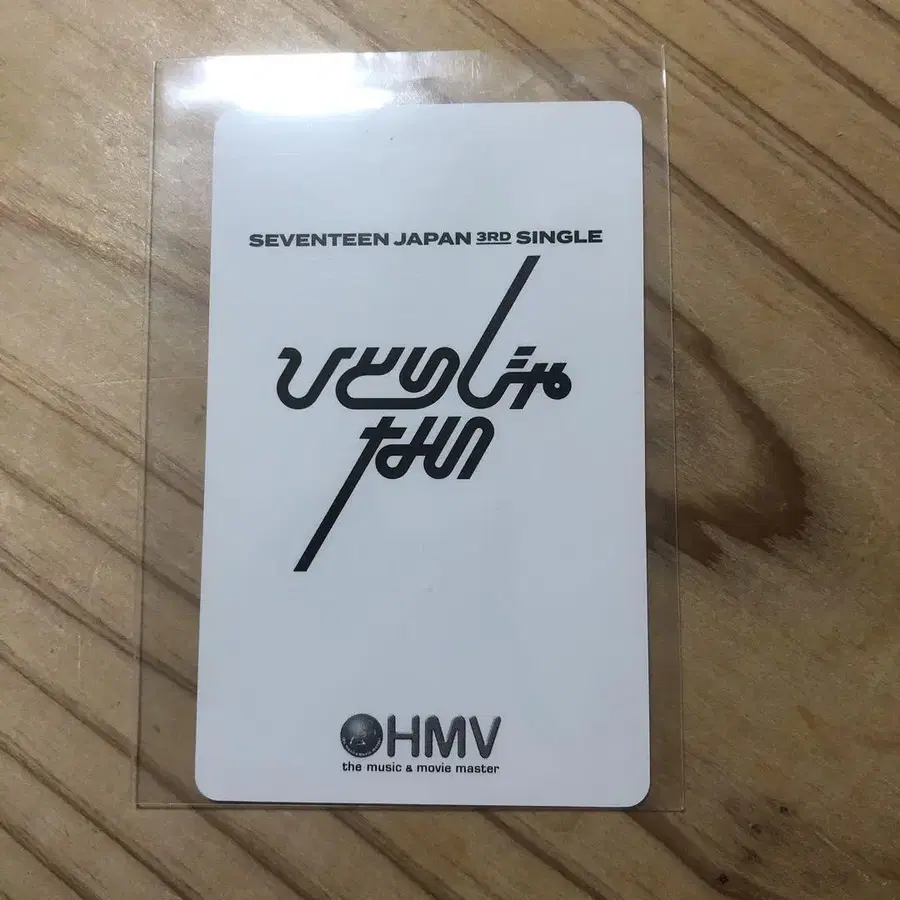 SEVENTEEN JAPAN 3RD SINGLE
ひとりじゃ
ない
HMV
the music & movie master